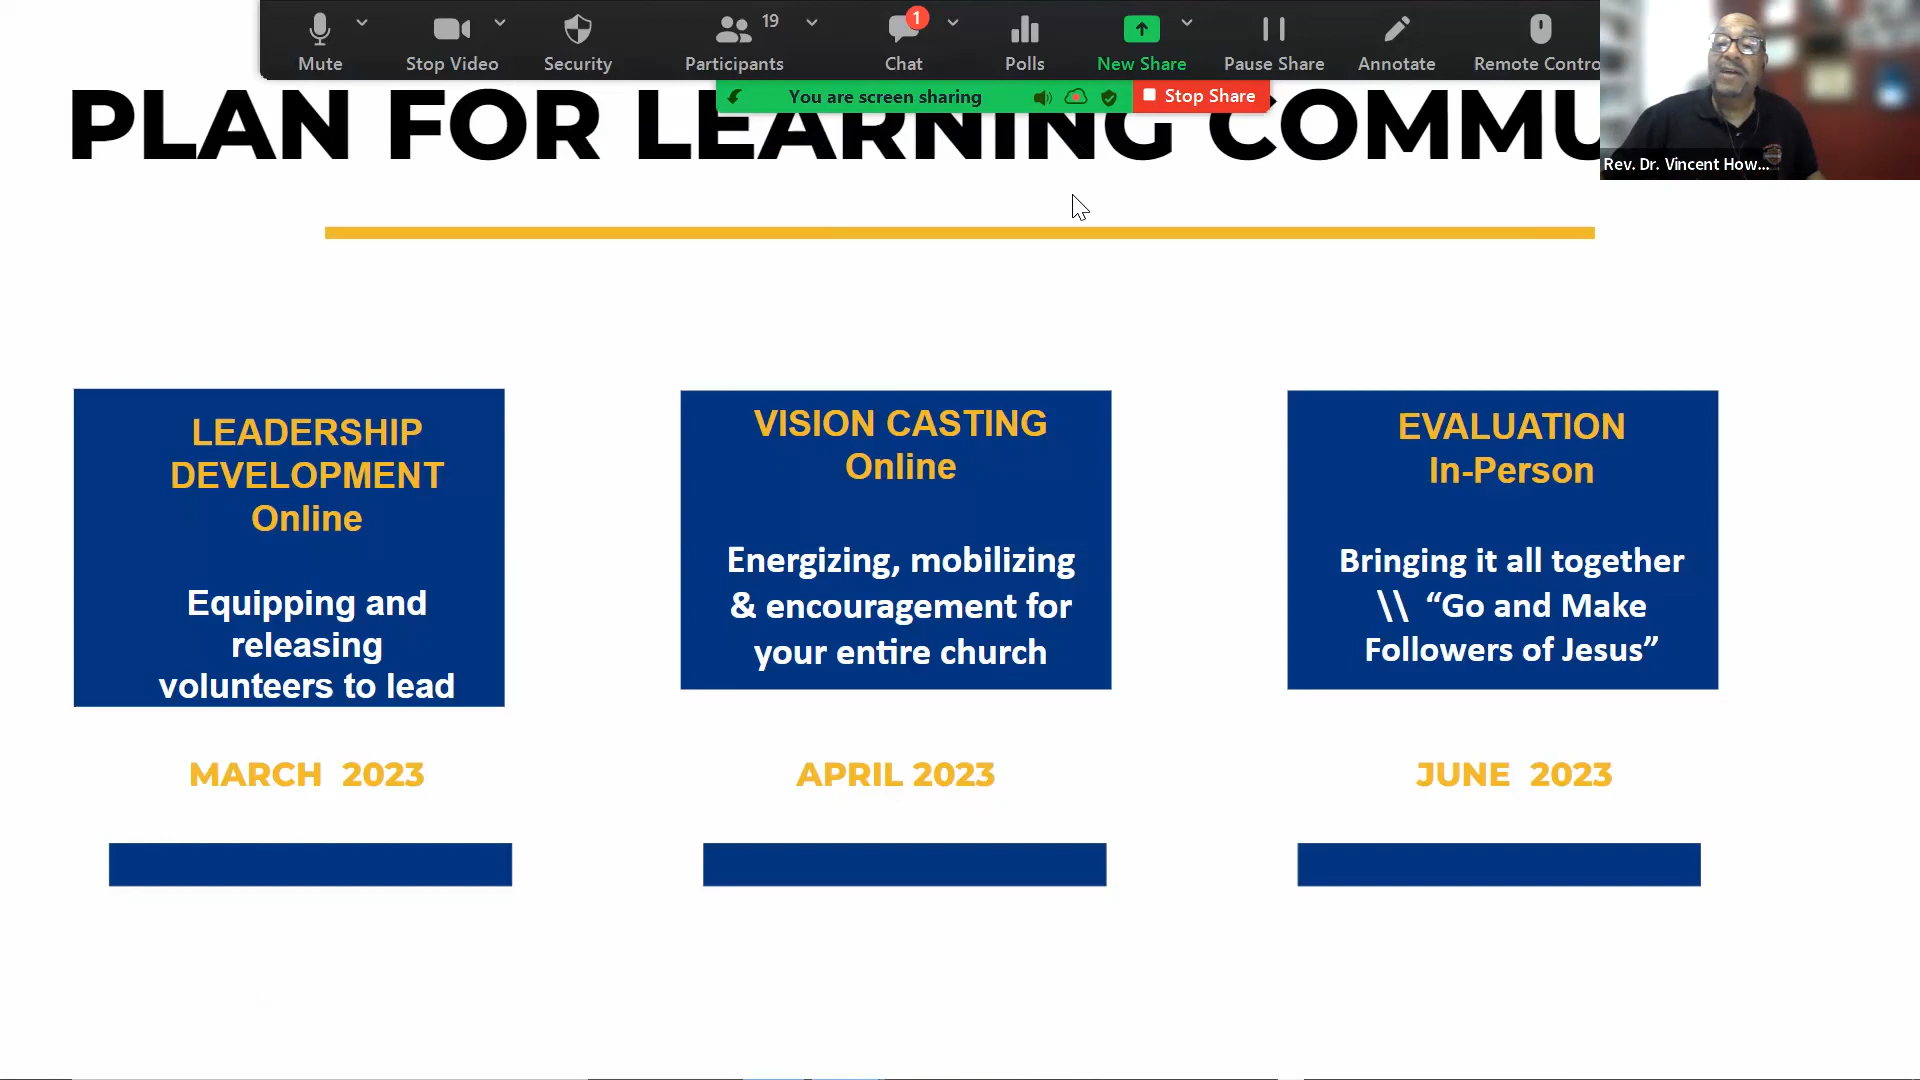 Mute
Stop Video
Security
Participants
19
Chat
1
Polls
New Share
Pause Share
Annotate
Remote Contro
You are screen sharing
Stop Share
Rev. Dr. Vincent How...
PLAN FOR LEARNING COMMU
LEADERSHIP
DEVELOPMENT
Online
Equipping and
releasing
volunteers to lead
MARCH 2023
VISION CASTING
Online
Energizing, mobilizing
& encouragement for
your entire church
APRIL 2023
EVALUATION
In-Person
Bringing it all together
\\ “Go and Make
Followers of Jesus”
JUNE 2023